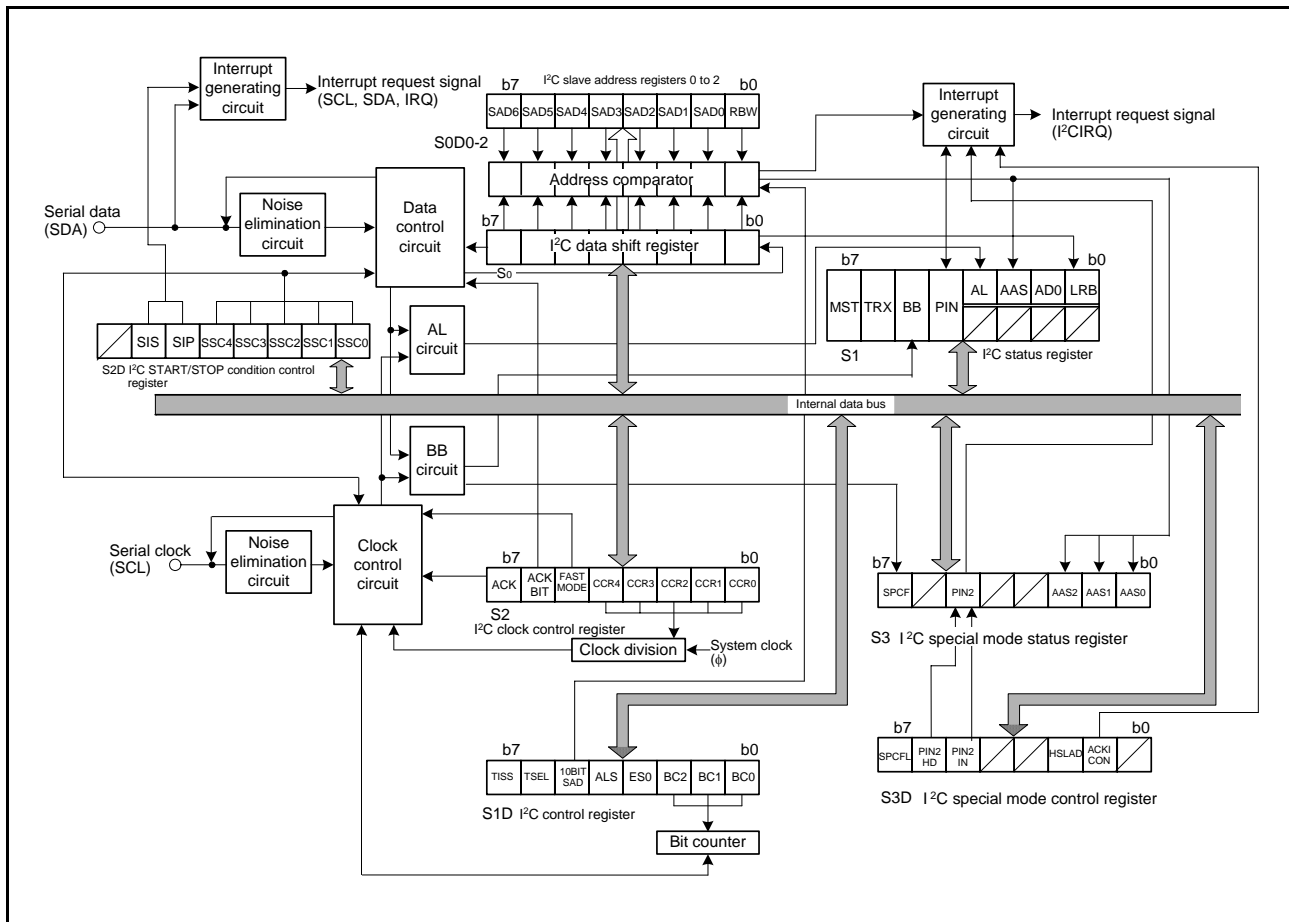 Interrupt
generating
circuit
Interrupt request signal
(SCL, SDA, IRQ)
b7
I²C slave address registers 0 to 2
b0
SAD6 SAD5 SAD4 SAD3 SAD2 SAD1 SAD0 RBW
S0D0-2
Address comparator
Interrupt
generating
circuit
Interrupt request signal
(I²CIRQ)
Serial data
(SDA)
Noise
elimination
circuit
Data
control
circuit
b7
b0
I²C data shift register
S0
b7
b0
MST TRX BB PIN AL AAS AD0 LRB
S1
I²C status register
SIS SIP SSC4 SSC3 SSC2 SSC1 SSC0
S2D I²C START/STOP condition control
register
AL
circuit
Internal data bus
BB
circuit
Serial clock
(SCL)
Noise
elimination
circuit
Clock
control
circuit
b7
b0
ACK ACK BIT FAST MODE CCR4 CCR3 CCR2 CCR1 CCR0
S2
I²C clock control register
Clock division
System clock
(ϕ)
b7
b0
SPCF PIN2 AAS2 AAS1 AAS0
S3 I²C special mode status register
b7
b0
TISS TSEL 10BIT SAD ALS ES0 BC2 BC1 BC0
S1D I²C control register
Bit counter
b7
b0
SPCFL PIN2 HD PIN2 IN HSLAD ACKI CON
S3D I²C special mode control register